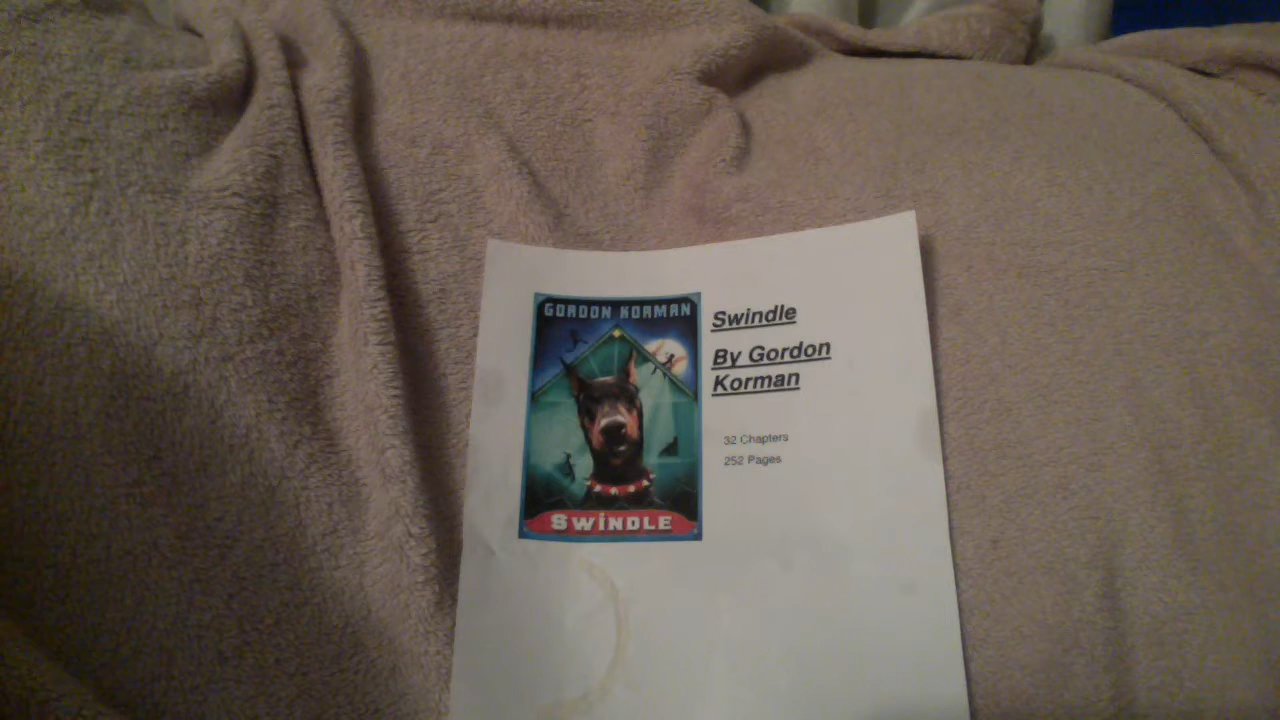 GORDON KORMAN
SWiNDLE
Swindle
By Gordon
Korman
32 Chapters
252 Pages